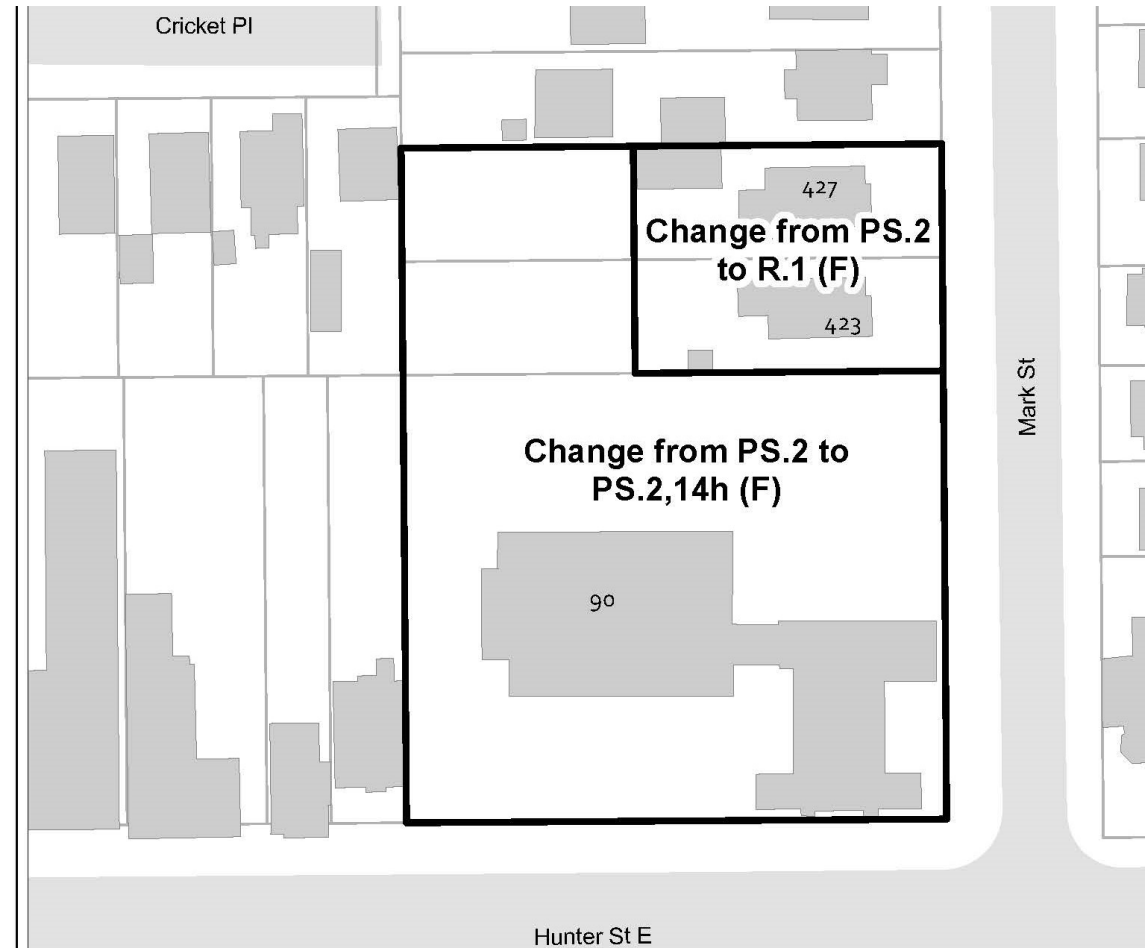 Cricket Pl
427
Change from PS.2
to R.1 (F)
423
Mark St
Change from PS.2 to
PS.2,14h (F)
90
Hunter St E